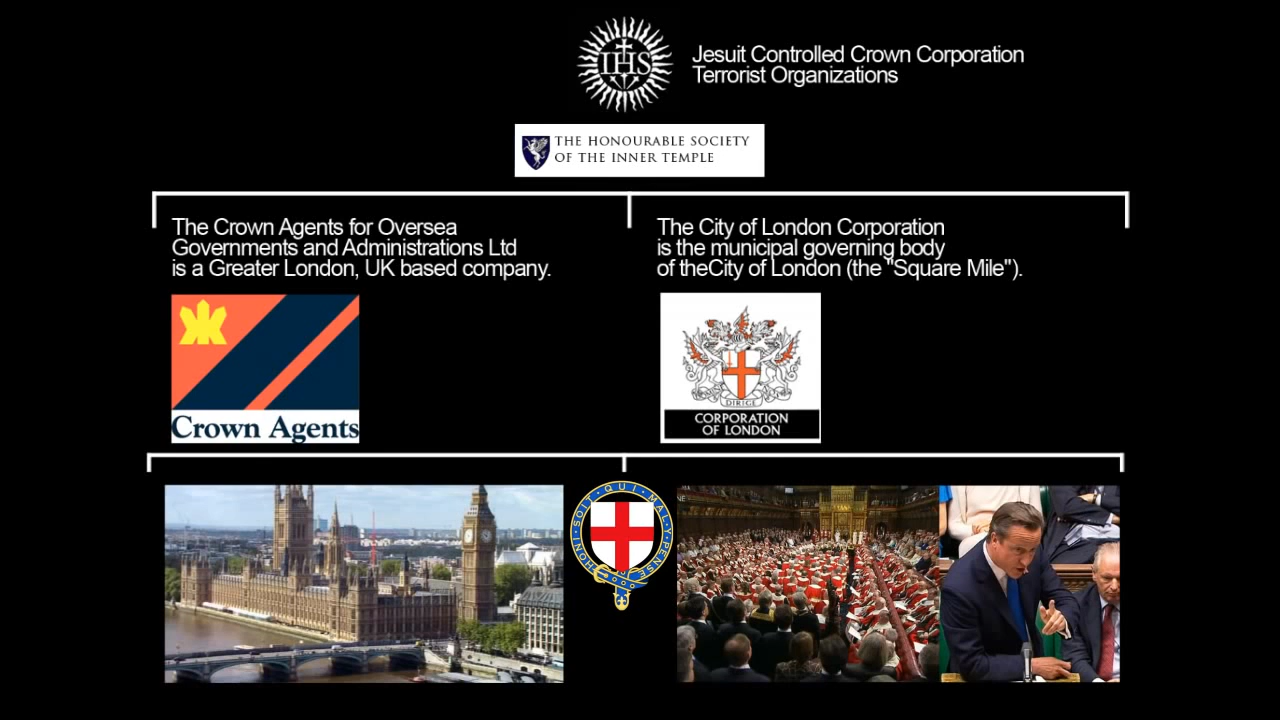 IHS
Jesuit Controlled Crown Corporation
Terrorist Organizations
THE HONOURABLE SOCIETY
OF THE INNER TEMPLE
The Crown Agents for Oversea
Governments and Administrations Ltd
is a Greater London, UK based company.
The City of London Corporation
is the municipal governing body
of theCity of London (the "Square Mile").
Crown Agents
DIRIGE
CORPORATION
OF LONDON
HONI·SOIT·QUI·MAL·Y·PENSE